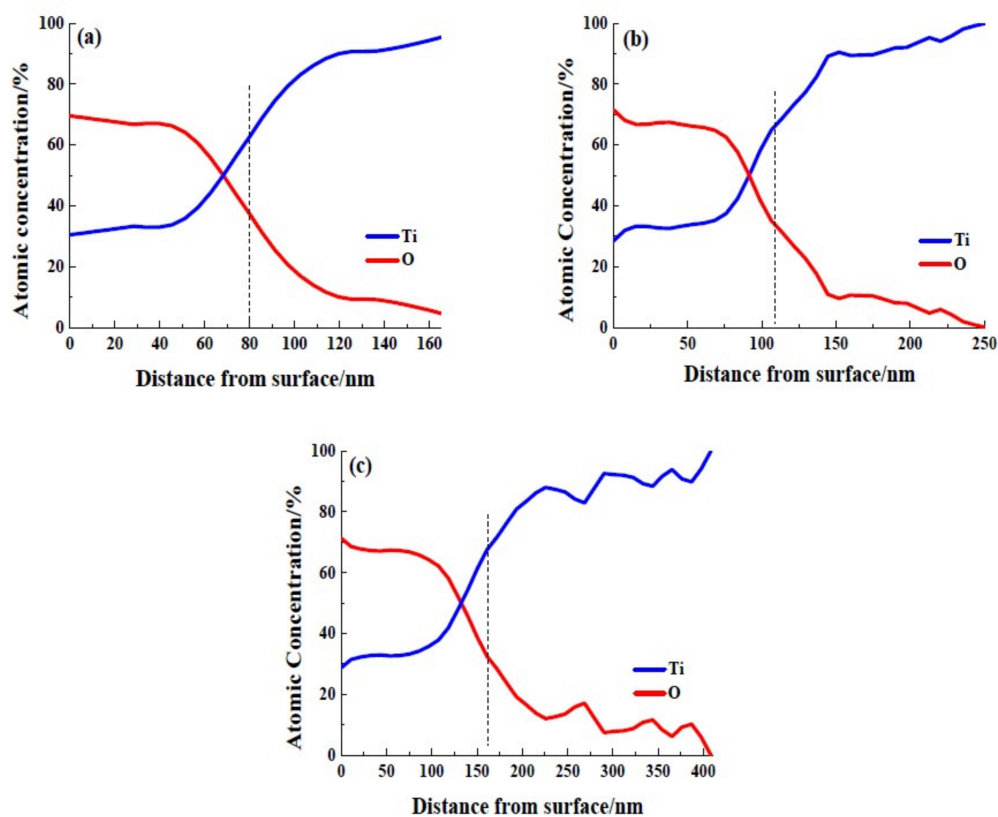 (a)
Atomic concentration/%
100
80
60
40
20
0
Ti
O
0 20 40 60 80 100 120 140 160
Distance from surface/nm
(b)
Atomic Concentration/%
100
80
60
40
20
0
Ti
O
0 50 100 150 200 250
Distance from surface/nm
(c)
Atomic Concentration/%
100
80
60
40
20
0
Ti
O
0 50 100 150 200 250 300 350 400
Distance from surface/nm